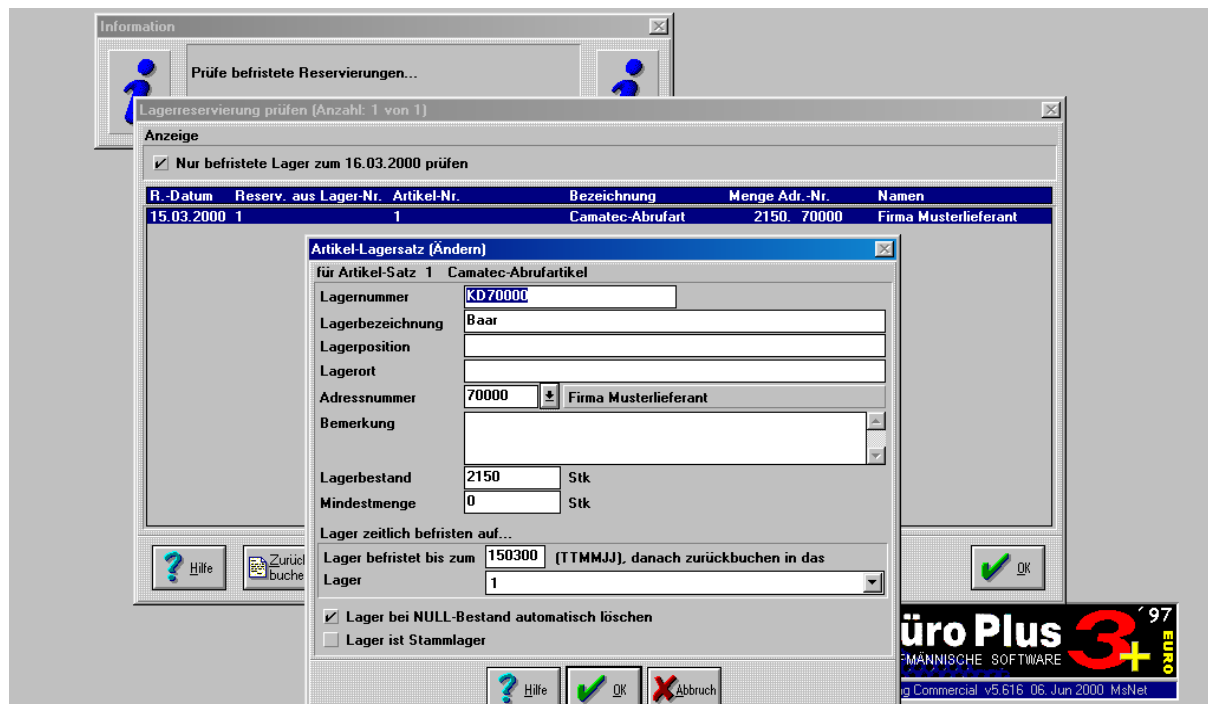 Information
Prüfe befristete Reservierungen...
Lagerreservierung prüfen (Anzahl: 1 von 1)
Anzeige
Nur befristete Lager zum 16.03.2000 prüfen
R.-Datum Reserv. aus Lager-Nr. Artikel-Nr. Bezeichnung Menge Adr.-Nr. Namen
15.03.2000 1 1 Camatec-Abrufart 2150. 70000 Firma Musterlieferant
Artikel-Lagersatz (Ändern)
für Artikel-Satz 1 Camatec-Abrufartikel
Lagernummer KD70000
Lagerbezeichnung Baar
Lagerposition
Lagerort
Adressnummer 70000 Firma Musterlieferant
Bemerkung
Lagerbestand 2150 Stk
Mindestmenge 0 Stk
Lager zeitlich befristen auf...
Lager befristet bis zum 150300 (TTMMJJ), danach zurückbuchen in das
Lager 1
Lager bei NULL-Bestand automatisch löschen
Lager ist Stammlager
Hilfe OK Abbruch
Hilfe
Zurück
buche
OK
üro Plus 3+ ´97
EURO
FMÄNNISCHE SOFTWARE
ng Commercial v5.616 06. Jun 2000 MsNet